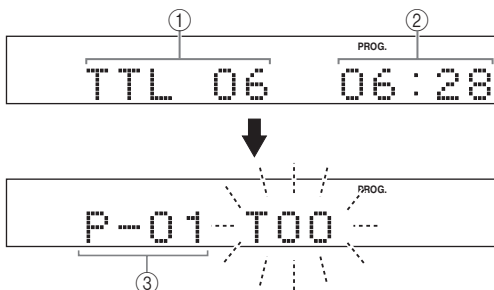 ① ②
PROG.
TTL 06 06:28
PROG.
P-01 T00
③